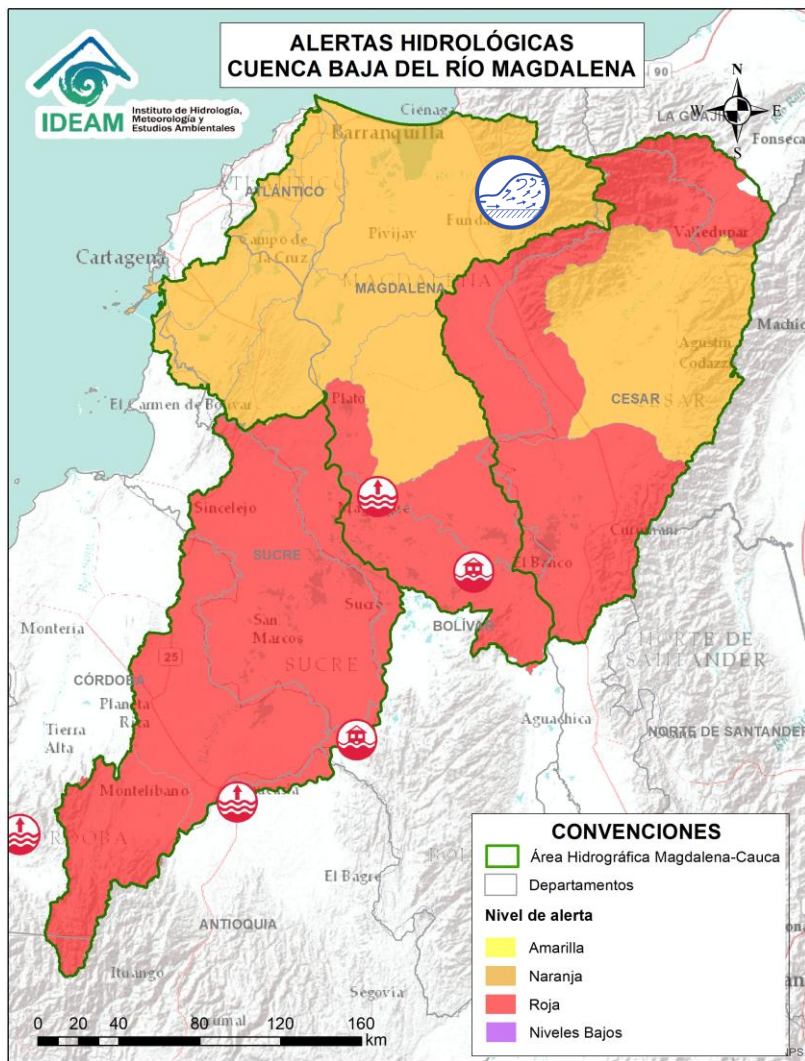 ALERTAS HIDROLÓGICAS
CUENCA BAJA DEL RÍO MAGDALENA
IDEAM
Instituto de Hidrología,
Meteorología y
Estudios Ambientales
N
W
E
S
90
LA GUAJI
Fonseca
Ciénaga
Barranquilla
ATLÁNTICO
Valledupar
Campo de
la Cruz
Pivijay
Funda
Cartagena
MAGDALENA
Machi
Agustín
Codazz
CESAR
El Carmen de Bolívar
Plato
Sincelejo
SUCRE
El Banco
Sucre
San
Marcos
SUCRE
BOLÍVAR
Montería
25
CÓRDOBA
Planeta
Rica
NORTE DE
SANTANDER
Aguachica
NORTE DE SANTANDER
Tierra
Alta
Montelíbano
El Bagre
ANTIOQUIA
Ituango
Segovia
CONVENCIONES
Área Hidrográfica Magdalena-Cauca
Departamentos
Nivel de alerta
Amarilla
Naranja
Roja
Niveles Bajos
0 20 40 80 120 160
km